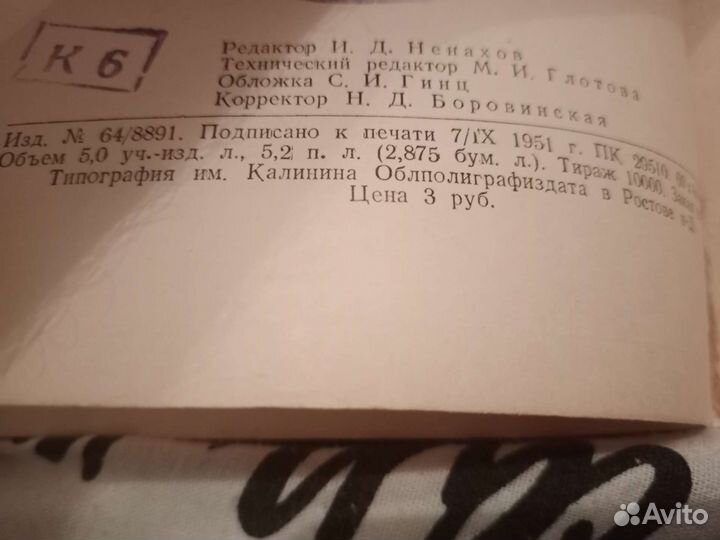 К 6
Редактор И. Д. Ненахов
Технический редактор М. И. Глотова
Обложка С. И. Гинц
Корректор Н. Д. Боровинская
Изд. № 64/8891. Подписано к печати 7/IX 1951 г. ПК
Объем 5,0 уч.-изд. л., 5,2 п. л. (2,875 бум. л.). Тираж 10000. Заказ
Типография им. Калинина Облполиграфиздата в Ростове н-Д.
Цена 3 руб.
Avito